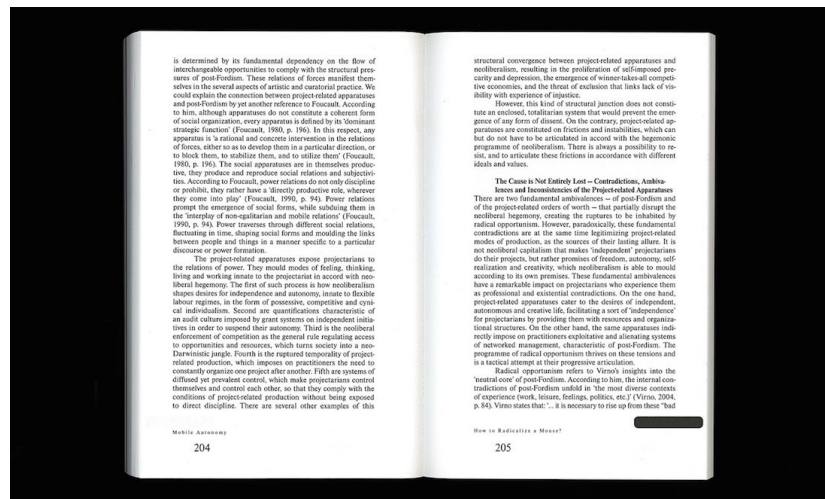 is determined by its fundamental dependency on the flow of
interchangeable opportunities to comply with the structural pres-
sures of post-Fordism. These relations of forces manifest them-
selves in the several aspects of artistic and curatorial practice. We
could explain the connection between project-related apparatuses
and post-Fordism by yet another reference to Foucault. According
to him, although apparatuses do not constitute a coherent form
of social organization, every apparatus is defined by its 'dominant
strategic function' (Foucault, 1980, p. 196). In this respect, any
apparatus is 'a rational and concrete intervention in the relations
of forces, either so as to develop them in a particular direction, or
to block them, to stabilize them, and to utilize them' (Foucault,
1980, p. 196). The social apparatuses are in themselves produc-
tive, they produce and reproduce social relations and subjectivi-
ties. According to Foucault, power relations do not only discipline
or prohibit, they rather have a 'directly productive role, wherever
they come into play' (Foucault, 1990, p. 94). Power relations
prompt the emergence of social forms, while subduing them in
the 'interplay of non-egalitarian and mobile relations' (Foucault,
1990, p. 94). Power traverses through different social relations,
fluctuating in time, shaping social forms and moulding the links
between people and things in a manner specific to a particular
discourse or power formation.
The project-related apparatuses expose projectarians to
the relations of power. They mould modes of feeling, thinking,
living and working innate to the projectariat in accord with neo-
liberal hegemony. The first of such process is how neoliberalism
shapes desires for independence and autonomy, innate to flexible
labour regimes, in the form of possessive, competitive and cyni-
cal individualism. Second are quantifications characteristic of
an audit culture imposed by grant systems on independent initia-
tives in order to suspend their autonomy. Third is the neoliberal
enforcement of competition as the general rule regulating access
to opportunities and resources, which turns society into a neo-
Darwinistic jungle. Fourth is the ruptured temporality of project-
related production, which imposes on practitioners the need to
constantly organize one project after another. Fifth are systems of
diffused yet prevalent control, which make projectarians control
themselves and control each other, so that they comply with the
conditions of project-related production without being exposed
to direct discipline. There are several other examples of this
Mobile Autonomy
204
structural convergence between project-related apparatuses and
neoliberalism, resulting in the proliferation of self-imposed pre-
carity and depression, the emergence of winner-takes-all competi-
tive economies, and the threat of exclusion that links lack of vis-
ibility with experience of injustice.
However, this kind of structural junction does not consti-
tute an enclosed, totalitarian system that would prevent the emer-
gence of any form of dissent. On the contrary, project-related ap-
paratuses are constituted on frictions and instabilities, which can
but do not have to be articulated in accord with the hegemonic
programme of neoliberalism. There is always a possibility to re-
sist, and to articulate these frictions in accordance with different
ideals and values.
The Cause is Not Entirely Lost – Contradictions, Ambiva-
lences and Inconsistencies of the Project-related Apparatuses
There are two fundamental ambivalences – of post-Fordism and
of the project-related orders of worth – that partially disrupt the
neoliberal hegemony, creating the ruptures to be inhabited by
radical opportunism. However, paradoxically, these fundamental
contradictions are at the same time legitimizing project-related
modes of production, as the sources of their lasting allure. It is
not neoliberal capitalism that makes 'independent' projectarians
do their projects, but rather promises of freedom, autonomy, self-
realization and creativity, which neoliberalism is able to mould
according to its own premises. These fundamental ambivalences
have a remarkable impact on projectarians who experience them
as professional and existential contradictions. On the one hand,
project-related apparatuses cater to the desires of independent,
autonomous and creative life, facilitating a sort of 'independence'
for projectarians by providing them with resources and organiza-
tional structures. On the other hand, the same apparatuses indi-
rectly impose on practitioners exploitative and alienating systems
of networked management, characteristic of post-Fordism. The
programme of radical opportunism thrives on these tensions and
is a tactical attempt at their progressive articulation.
Radical opportunism refers to Virno's insights into the
'neutral core' of post-Fordism. According to him, the internal con-
tradictions of post-Fordism unfold in 'the most diverse contexts
of experience (work, leisure, feelings, politics, etc.)' (Virno, 2004,
p. 84). Virno states that: '... it is necessary to rise up from these "bad
How to Radicalize a Mouse?
205